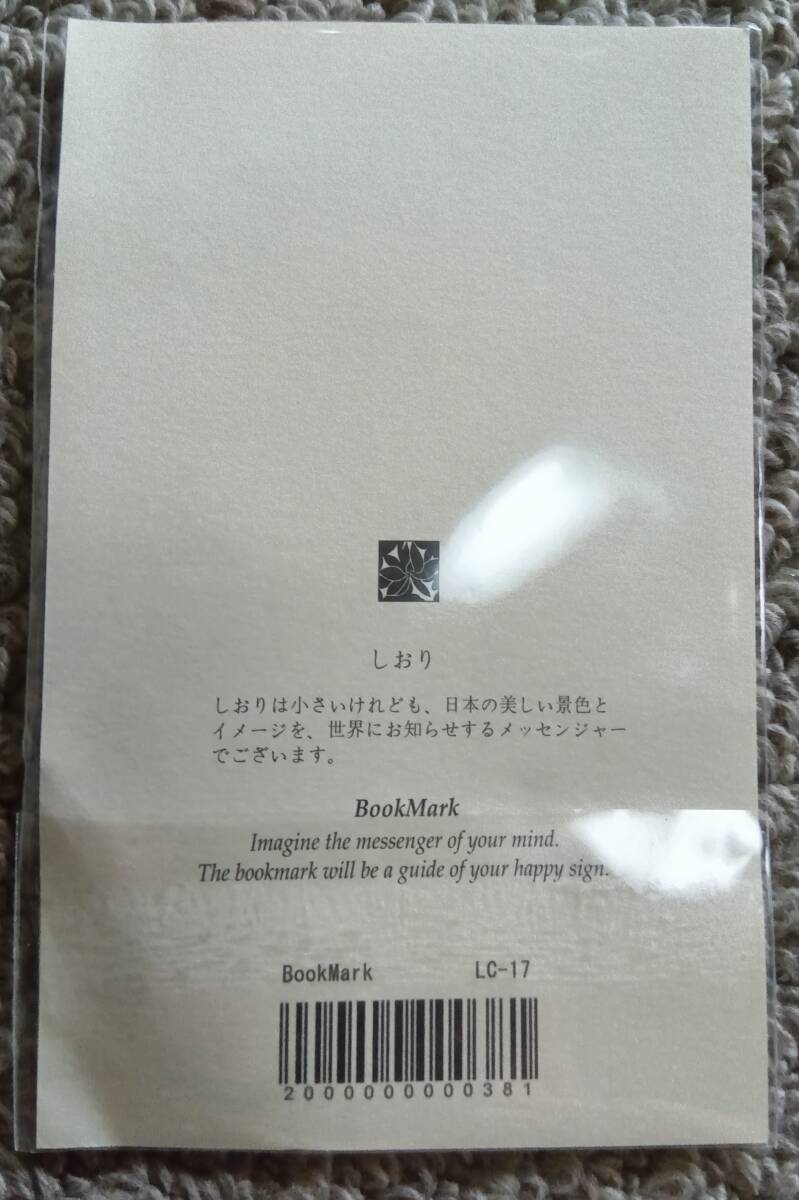 しおり
しおりは小さいけれども、日本の美しい景色と
イメージを、世界にお知らせするメッセンジャー
でございます。
BookMark
Imagine the messenger of your mind.
The bookmark will be a guide of your happy sign.
BookMark LC-17
2000000000381